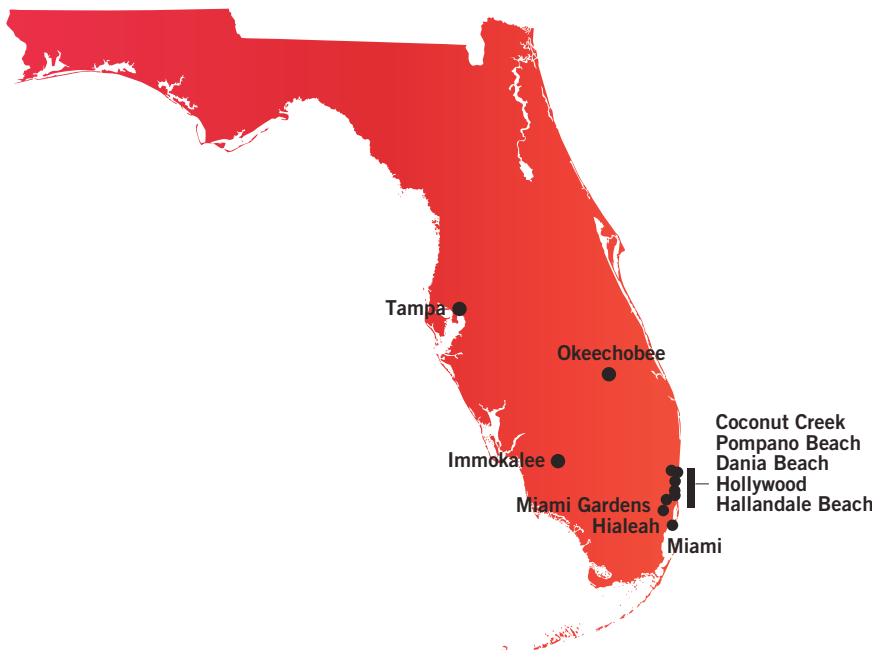 Tampa
Okeechobee
Coconut Creek
Pompano Beach
Dania Beach
Immokalee
Hollywood
Miami Gardens
Hallandale Beach
Hialeah
Miami